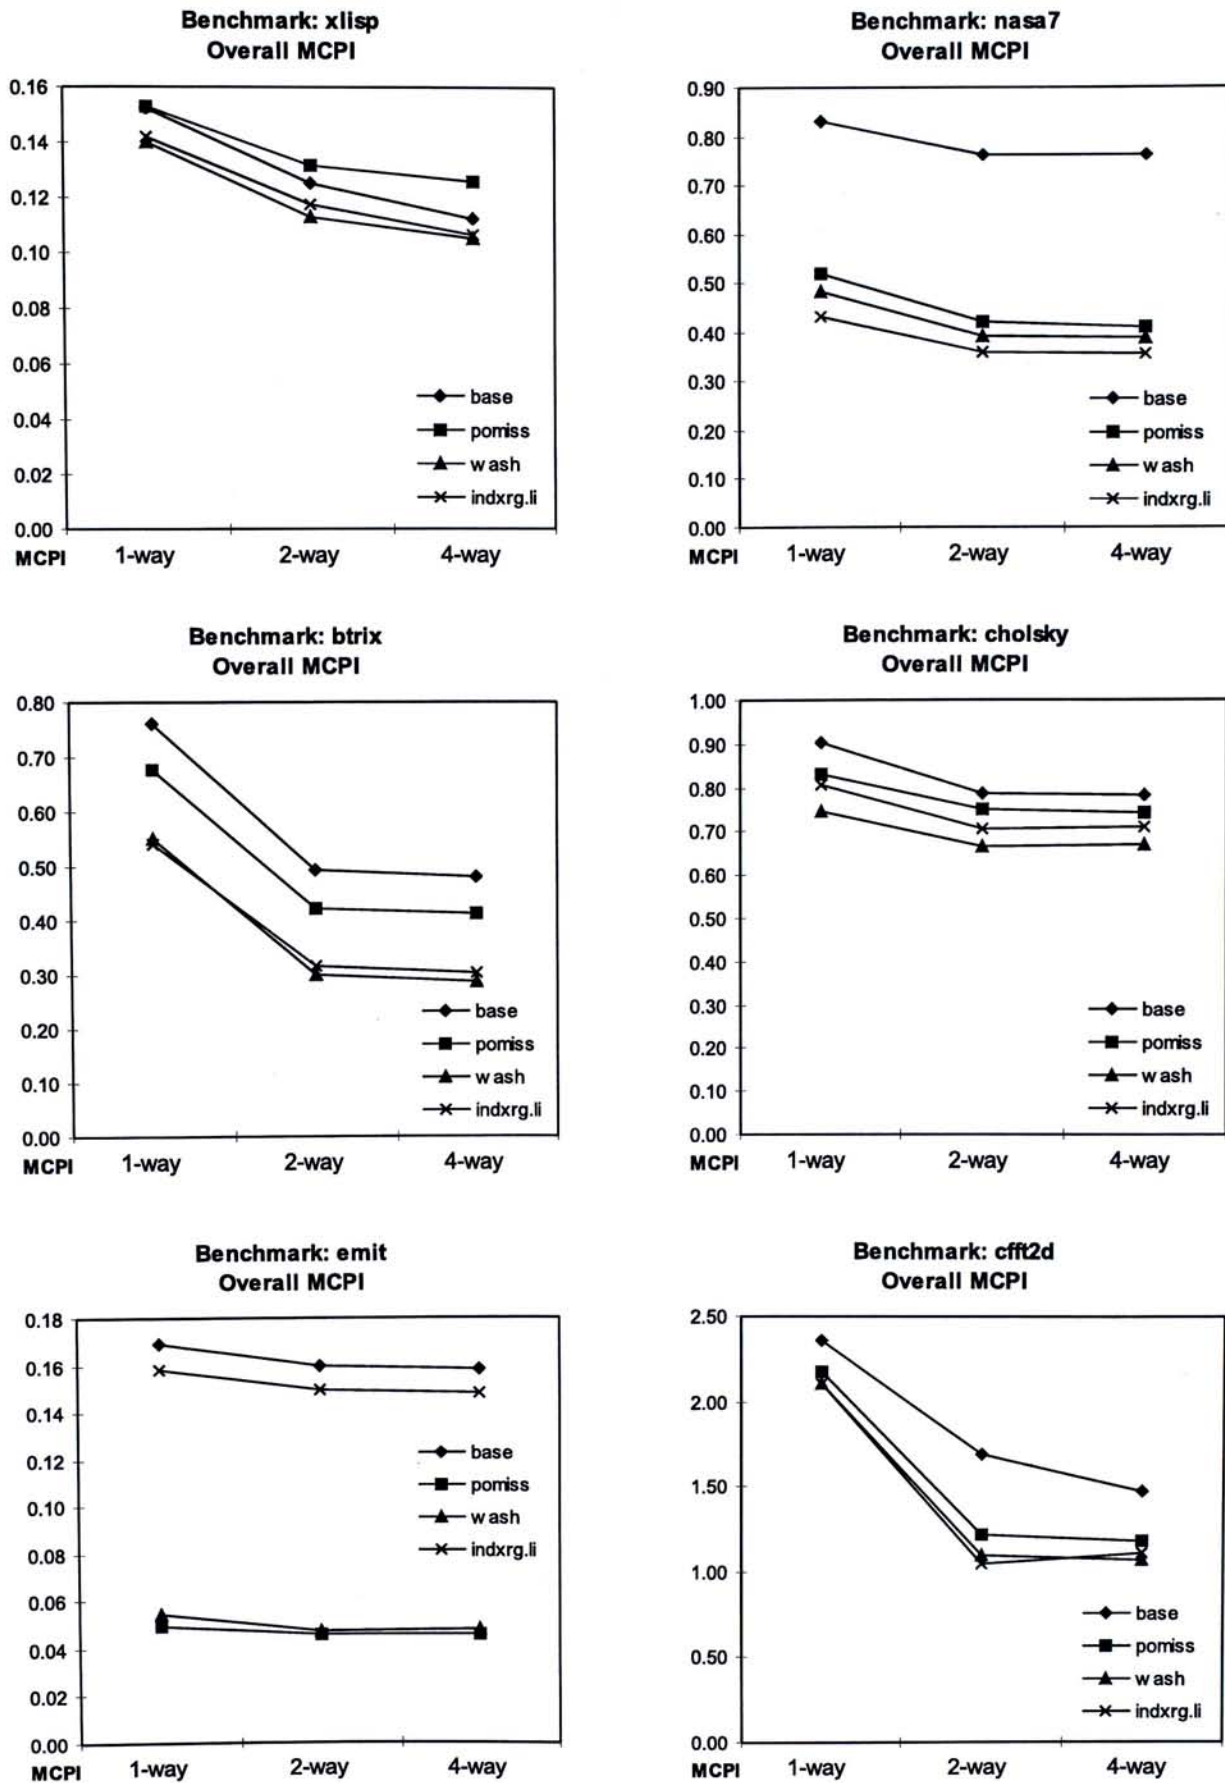 Benchmark: xlisp
Overall MCPI
0.16
0.14
0.12
0.10
0.08
0.06
0.04
0.02
0.00
base
pomiss
wash
indxrg.li
MCPI 1-way 2-way 4-way
Benchmark: nasa7
Overall MCPI
0.90
0.80
0.70
0.60
0.50
0.40
0.30
0.20
0.10
0.00
base
pomiss
wash
indxrg.li
MCPI 1-way 2-way 4-way
Benchmark: btrix
Overall MCPI
0.80
0.70
0.60
0.50
0.40
0.30
0.20
0.10
0.00
base
pomiss
wash
indxrg.li
MCPI 1-way 2-way 4-way
Benchmark: cholsky
Overall MCPI
1.00
0.90
0.80
0.70
0.60
0.50
0.40
0.30
0.20
0.10
0.00
base
pomiss
wash
indxrg.li
MCPI 1-way 2-way 4-way
Benchmark: emit
Overall MCPI
0.18
0.16
0.14
0.12
0.10
0.08
0.06
0.04
0.02
0.00
base
pomiss
wash
indxrg.li
MCPI 1-way 2-way 4-way
Benchmark: cfft2d
Overall MCPI
2.50
2.00
1.50
1.00
0.50
0.00
base
pomiss
wash
indxrg.li
MCPI 1-way 2-way 4-way